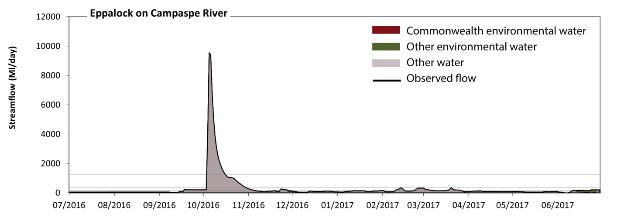 Eppalock on Campaspe River
Streamflow (Ml/day)
12000
10000
8000
6000
4000
2000
0
Commonwealth environmental water
Other environmental water
Other water
Observed flow
07/2016 08/2016 09/2016 10/2016 11/2016 12/2016 01/2017 02/2017 03/2017 04/2017 05/2017 06/2017